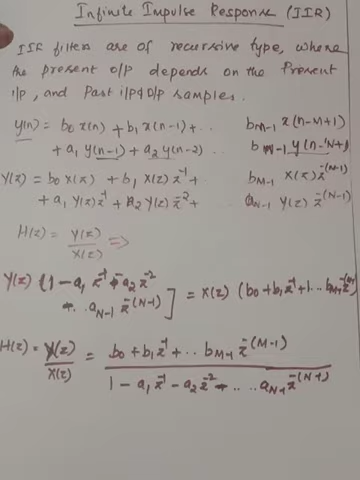 Infinite Impulse Response (IIR)
IIR filters are of recursive type, where
the present o/p depends on the Present
i/p, and Past i/p & o/p samples.
y(n) = b0 x(n) + b1 x(n-1) + .. bM-1 x(n-M+1)
+ a1 y(n-1) + a2 y(n-2) .. y(n-N+1)
Y(z) = b0 X(z) + b1 X(z) z^-1 + bM-1 X(z) z^-(M-1)
+ a1 Y(z) z^-1 + a2 Y(z) z^-2 + aN-1 Y(z) z^-(N-1)
H(z) = Y(z)/X(z) =>
Y(z) [1 - a1 z^-1 - a2 z^-2
- .. aN-1 z^-(N-1)] = X(z) (b0 + b1 z^-1 + ... bM-1
H(z) = Y(z)/X(z) = b0 + b1 z^-1 + .. bM-1 z^-(M-1)
1 - a1 z^-1 - a2 z^-2 - .. .. aN-1 z^-(N-1)